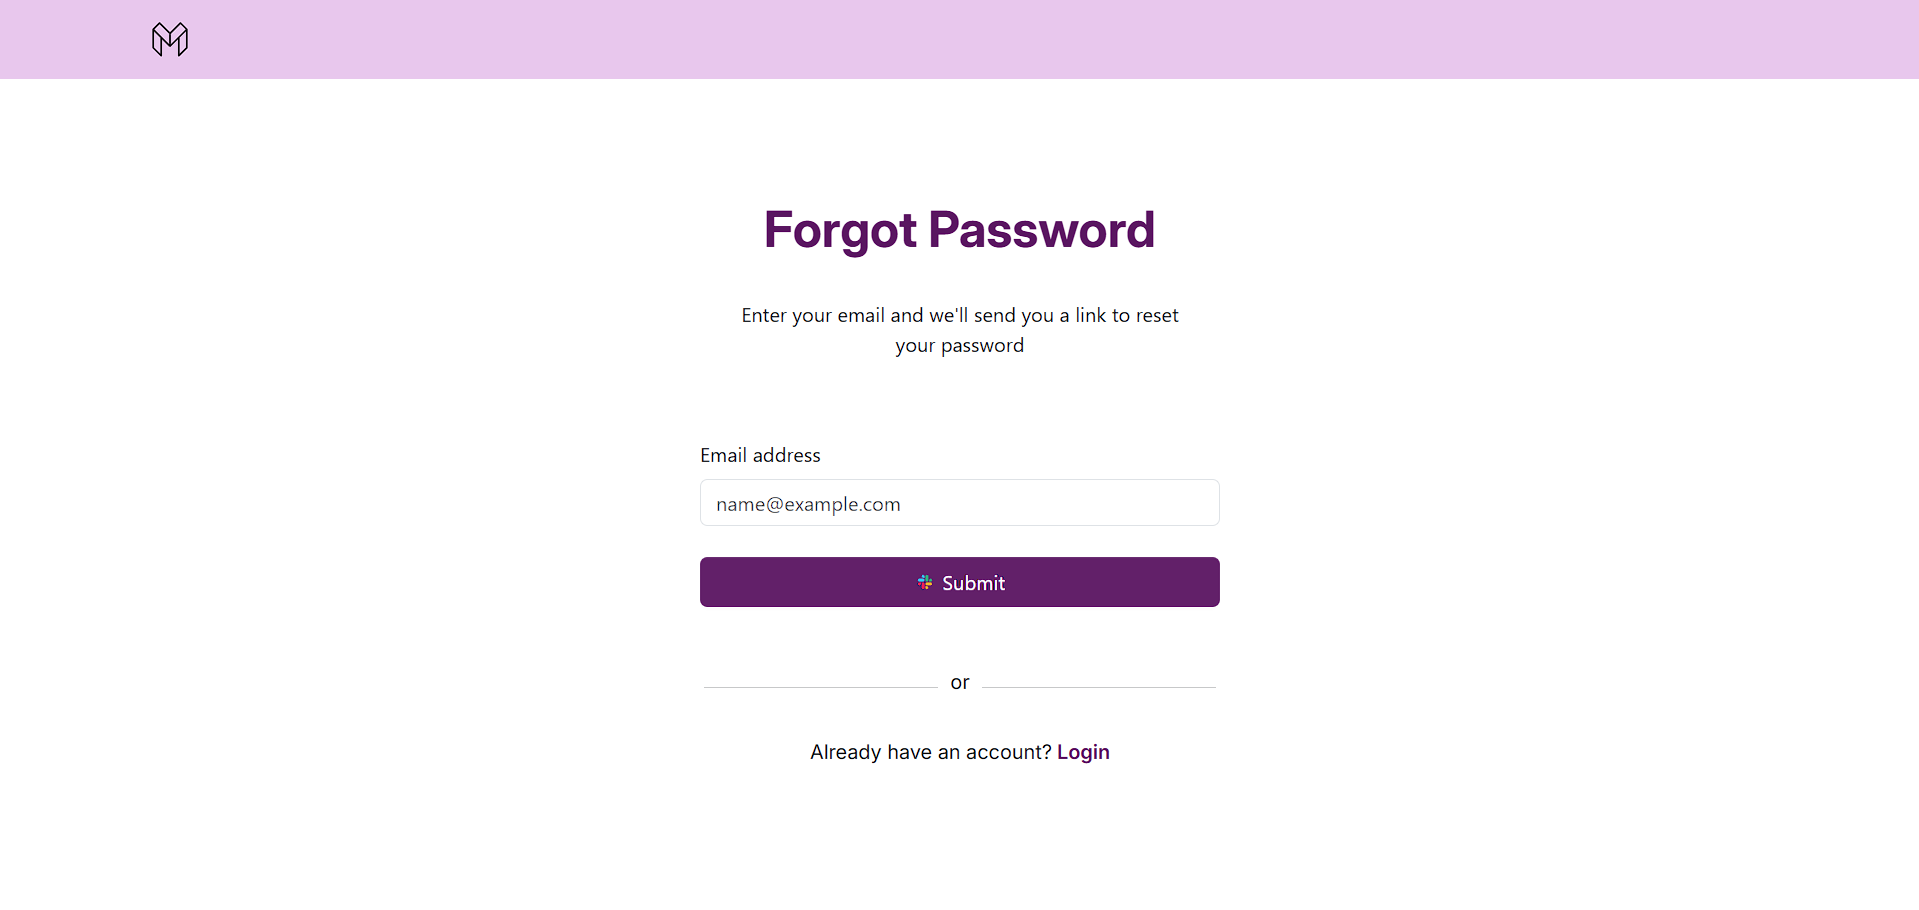 Forgot Password
Enter your email and we'll send you a link to reset
your password
Email address
name@example.com
Submit
or
Already have an account? Login